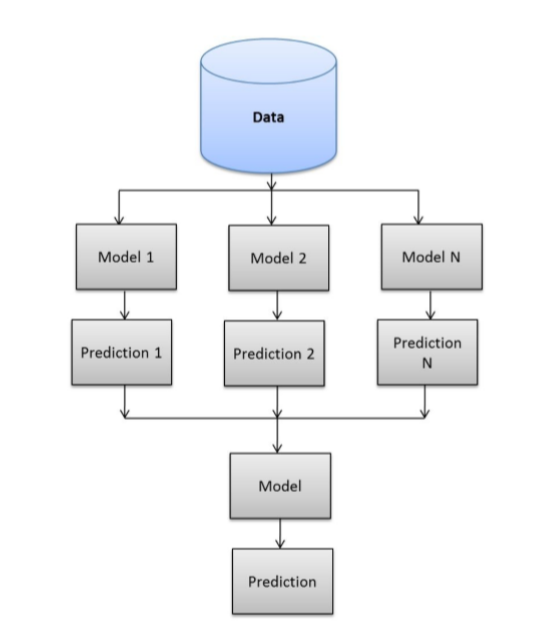 Data
Model 1
Model 2
Model N
Prediction 1
Prediction 2
Prediction
N
Model
Prediction